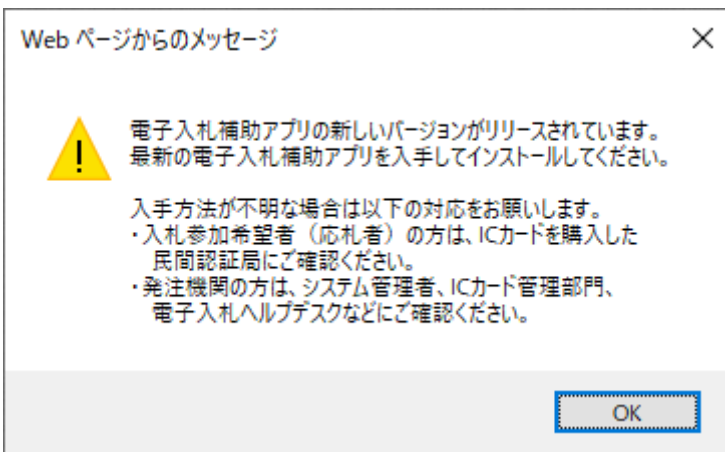 Web ページからのメッセージ
電子入札補助アプリの新しいバージョンがリリースされています。
最新の電子入札補助アプリを入手してインストールしてください。
入手方法が不明な場合は以下の対応をお願いします。
・入札参加希望者（応札者）の方は、ICカードを購入した
民間認証局にご確認ください。
・発注機関の方は、システム管理者、ICカード管理部門、
電子入札ヘルプデスクなどにご確認ください。
OK